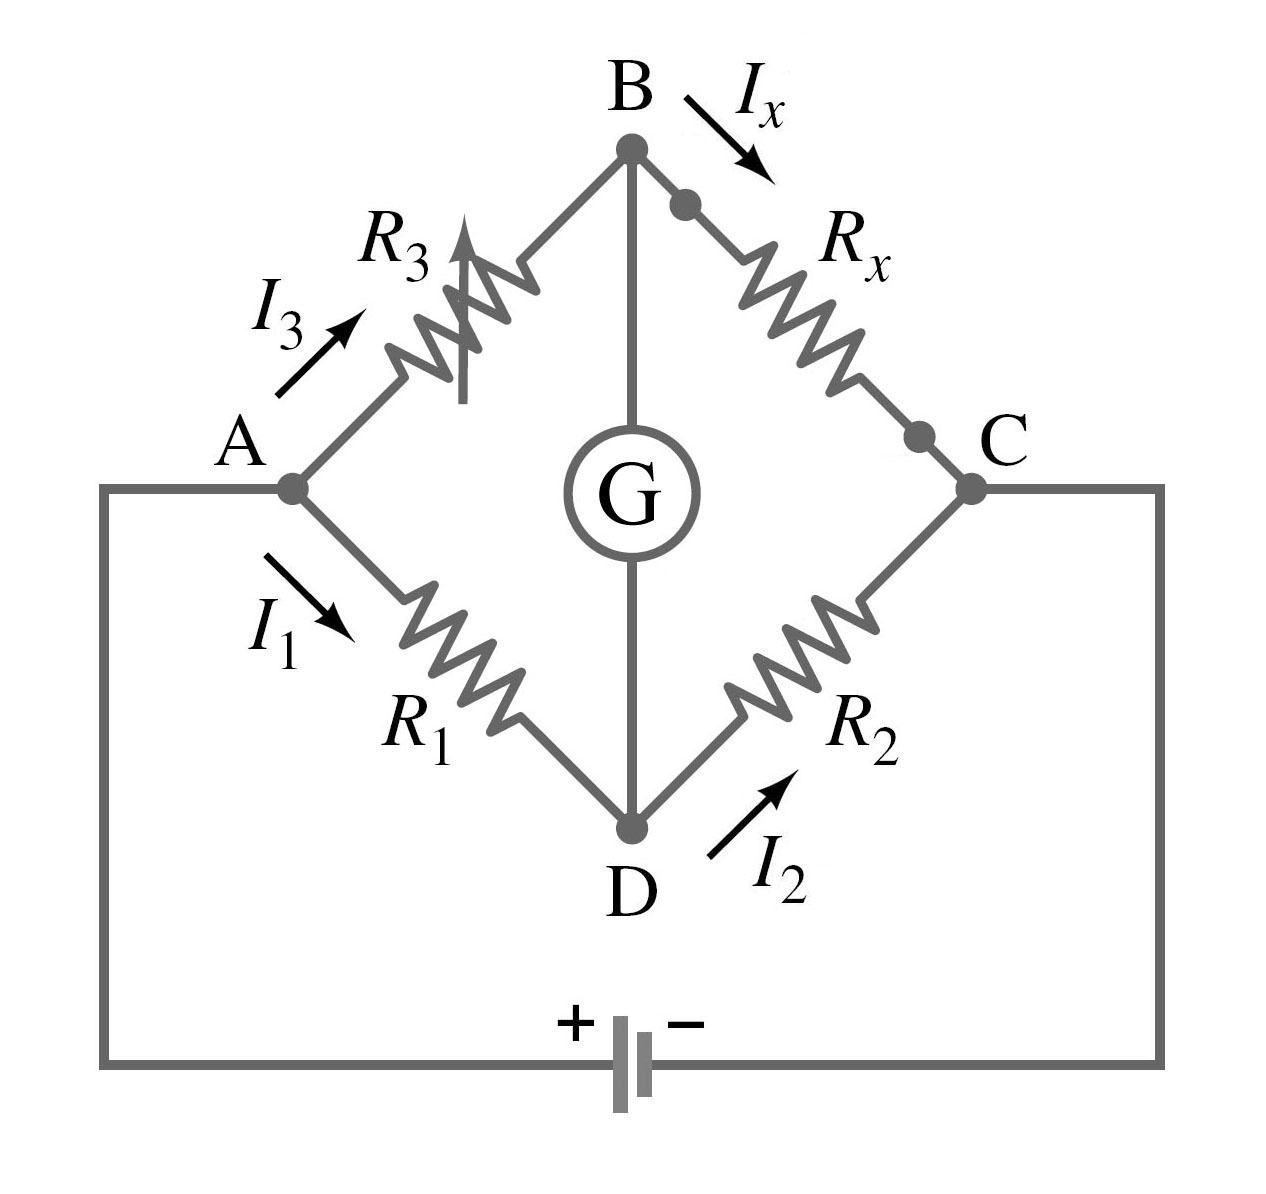 B
Iₓ
R₃
Rₓ
I₃
A
C
G
I₁
R₁
R₂
I₂
D
+ −